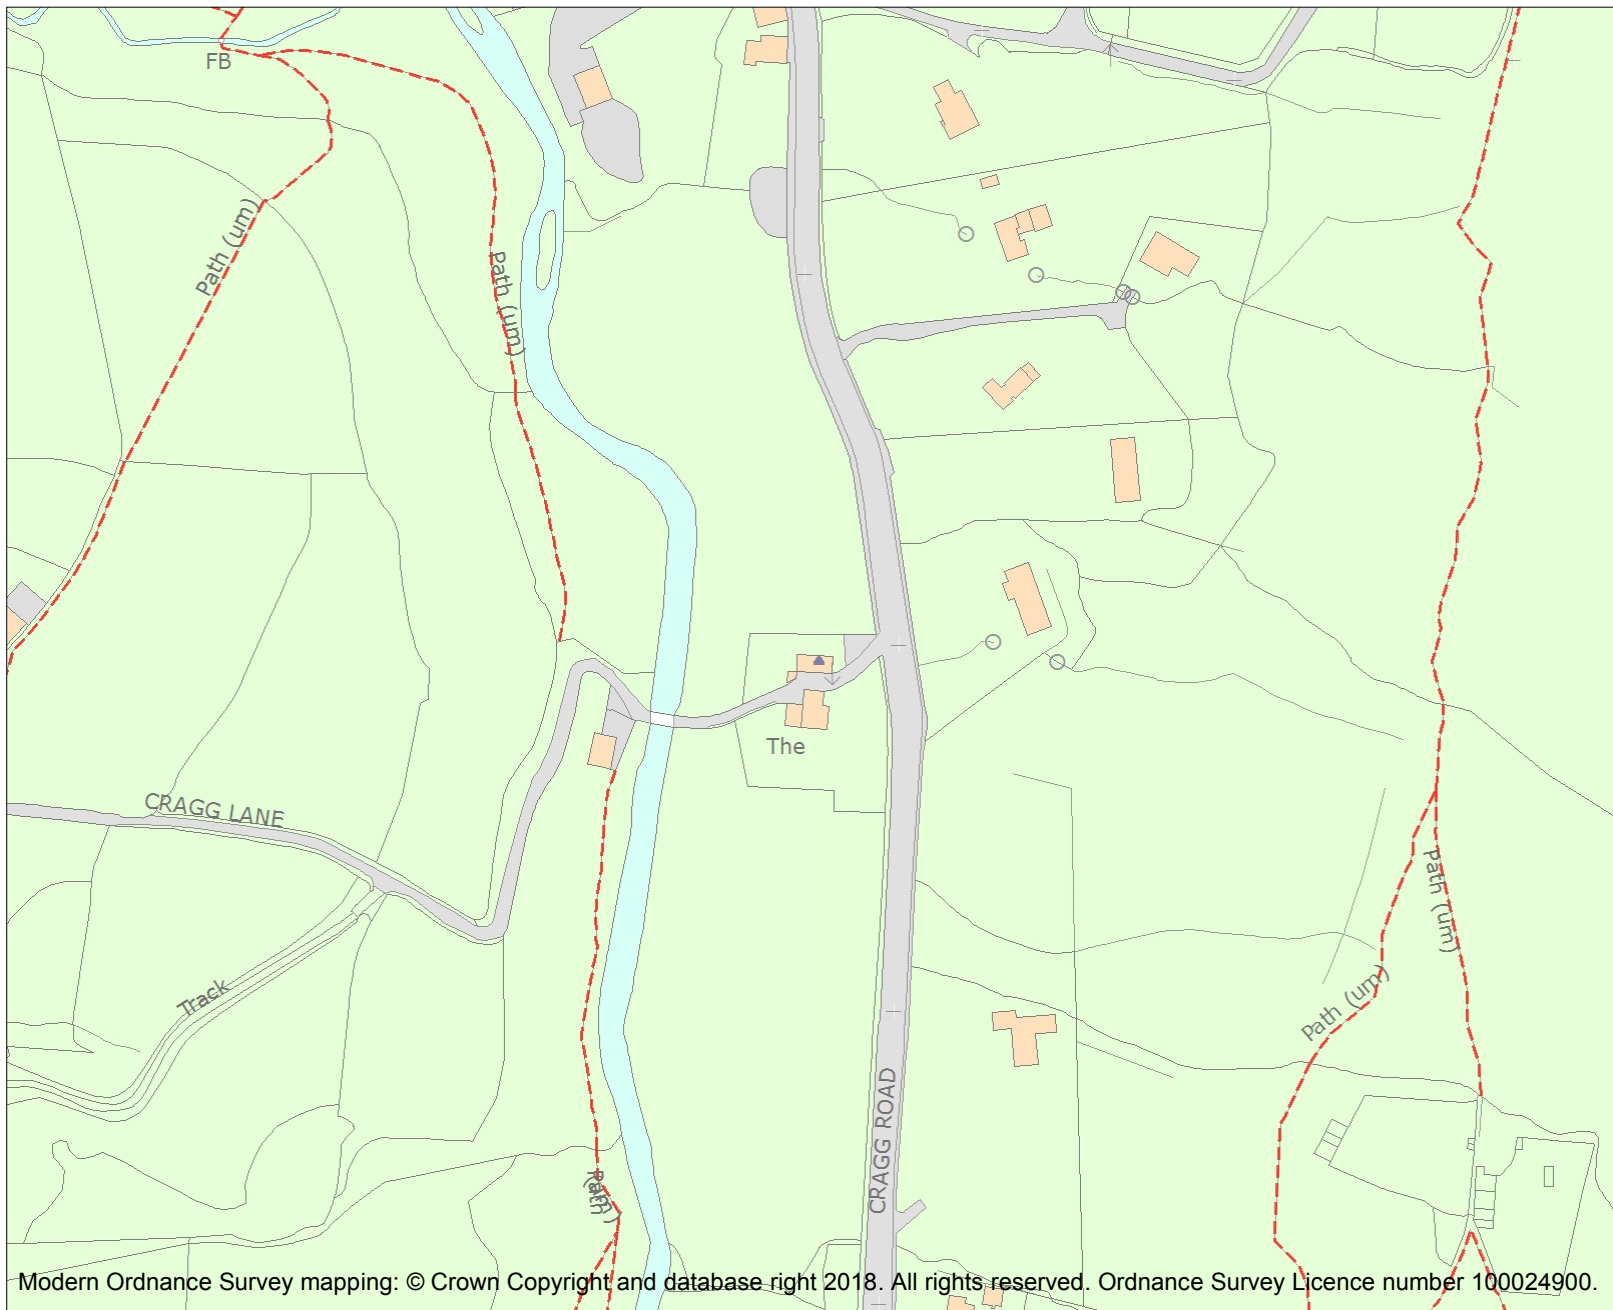 FB
Path (um)
Path (um)
The
CRAGG LANE
Path (um)
Track
Path (um)
CRAGG ROAD
Path
(um)
Modern Ordnance Survey mapping: © Crown Copyright and database right 2018. All rights reserved. Ordnance Survey Licence number 100024900.